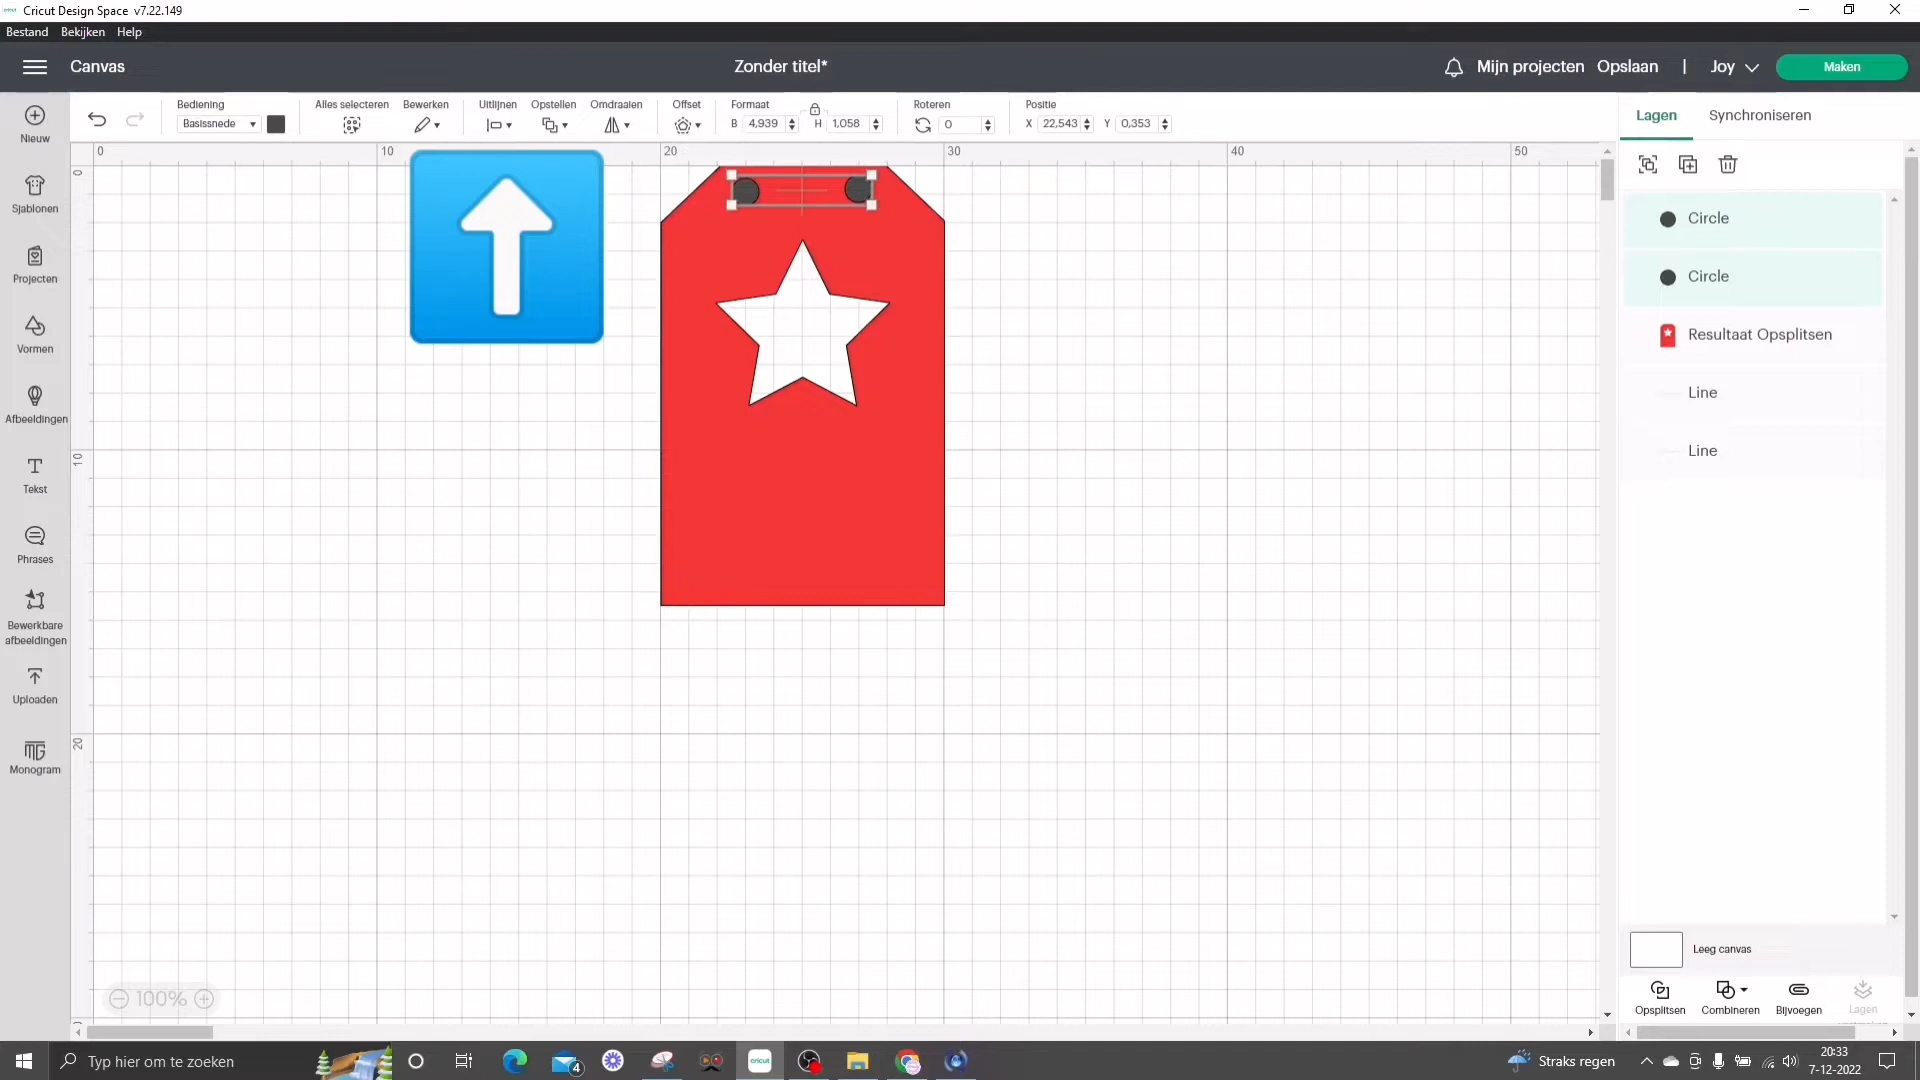 Cricut Design Space v7.22.149
Bestand Bekijken Help
Canvas
Zonder titel*
Mijn projecten Opslaan | Joy
Maken
Bediening
Basissnede
Alles selecteren
Bewerken
Uitlijnen
Opstellen
Omdraaien
Offset
Formaat
B 4,939
H 1,058
Roteren
0
Positie
X 22,543
Y 0,353
Lagen
Synchroniseren
0 10 20 30 40 50
0
10
20
Nieuw
Sjablonen
Projecten
Vormen
Afbeeldingen
Tekst
Phrases
Bewerkbare
afbeeldingen
Uploaden
Monogram
Circle
Circle
Resultaat Opsplitsen
Line
Line
Leeg canvas
Opsplitsen
Combineren
Bijvoegen
Lagen
100%
Typ hier om te zoeken
4
cricut
Straks regen
20:33
7-12-2022